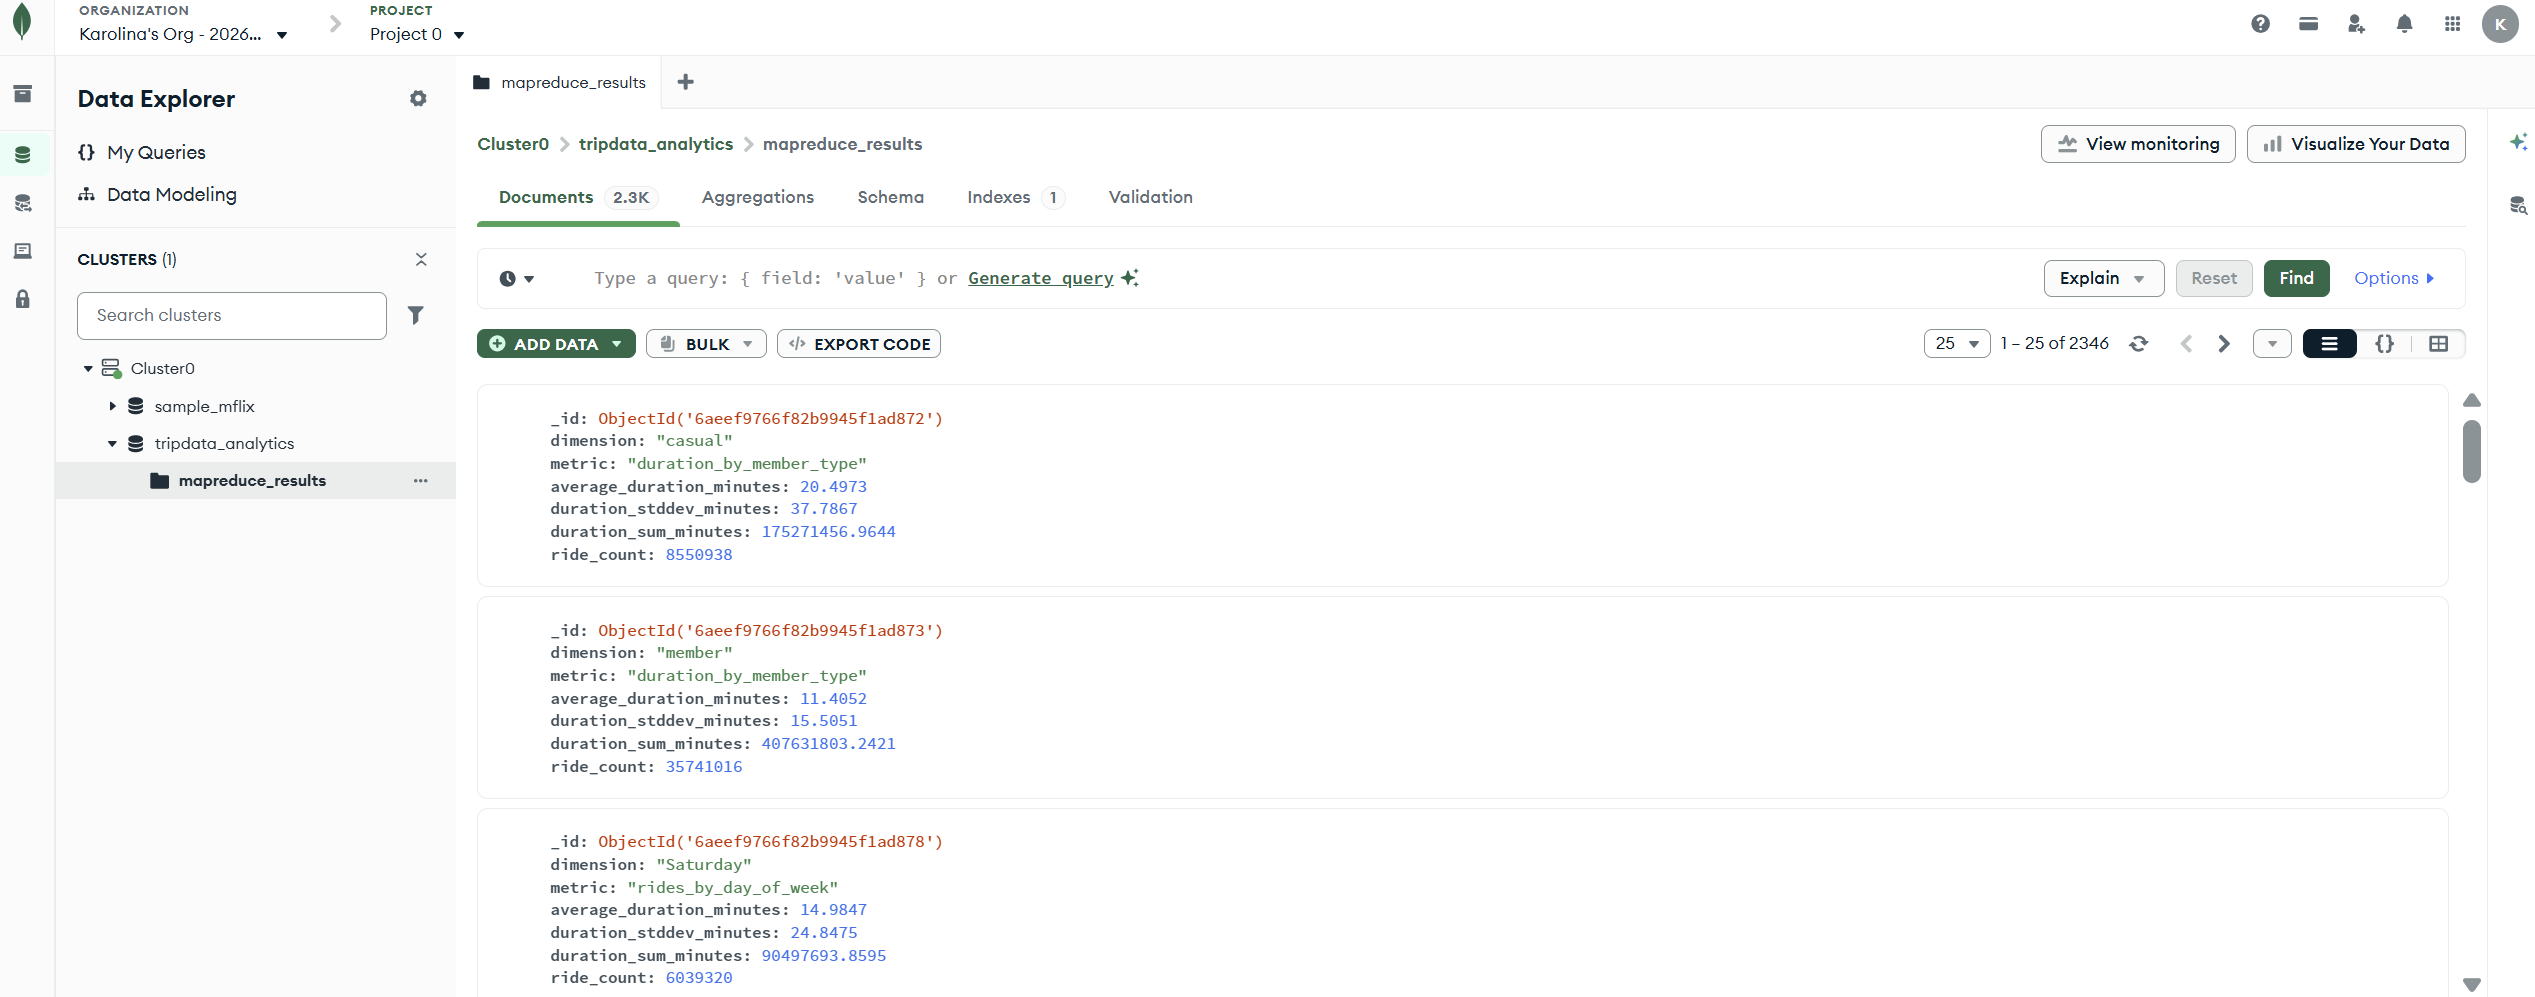 ORGANIZATION
Karolina's Org - 2026...
PROJECT
Project 0
K
Data Explorer
My Queries
Data Modeling
CLUSTERS (1)
Search clusters
Cluster0
sample_mflix
tripdata_analytics
mapreduce_results
mapreduce_results
Cluster0 > tripdata_analytics > mapreduce_results
View monitoring
Visualize Your Data
Documents 2.3K
Aggregations
Schema
Indexes 1
Validation
Type a query: { field: 'value' } or Generate query
Explain
Reset
Find
Options
ADD DATA
BULK
EXPORT CODE
25
1 – 25 of 2346
_id: ObjectId('6aeef9766f82b9945f1ad872')
dimension: "casual"
metric: "duration_by_member_type"
average_duration_minutes: 20.4973
duration_stddev_minutes: 37.7867
duration_sum_minutes: 175271456.9644
ride_count: 8550938
_id: ObjectId('6aeef9766f82b9945f1ad873')
dimension: "member"
metric: "duration_by_member_type"
average_duration_minutes: 11.4052
duration_stddev_minutes: 15.5051
duration_sum_minutes: 407631803.2421
ride_count: 35741016
_id: ObjectId('6aeef9766f82b9945f1ad878')
dimension: "Saturday"
metric: "rides_by_day_of_week"
average_duration_minutes: 14.9847
duration_stddev_minutes: 24.8475
duration_sum_minutes: 90497693.8595
ride_count: 6039320